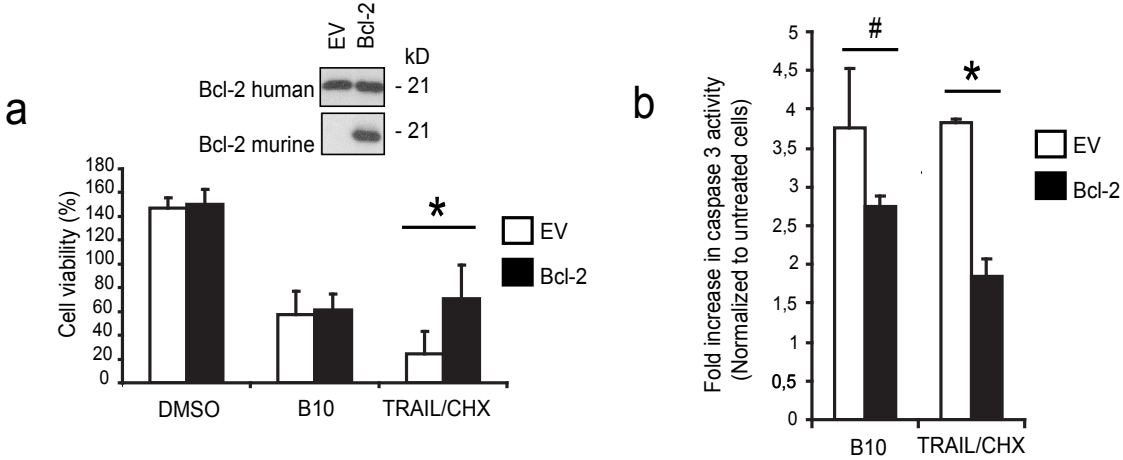 a
EV
Bcl-2
kD
Bcl-2 human
- 21
Bcl-2 murine
- 21
Cell viability (%)
180
160
140
120
100
80
60
40
20
0
*
EV
Bcl-2
DMSO
B10
TRAIL/CHX
b
Fold increase in caspase 3 activity
(Normalized to untreated cells)
5
4,5
4
3,5
3
2,5
2
1,5
1
0,5
0
#
*
EV
Bcl-2
B10
TRAIL/CHX